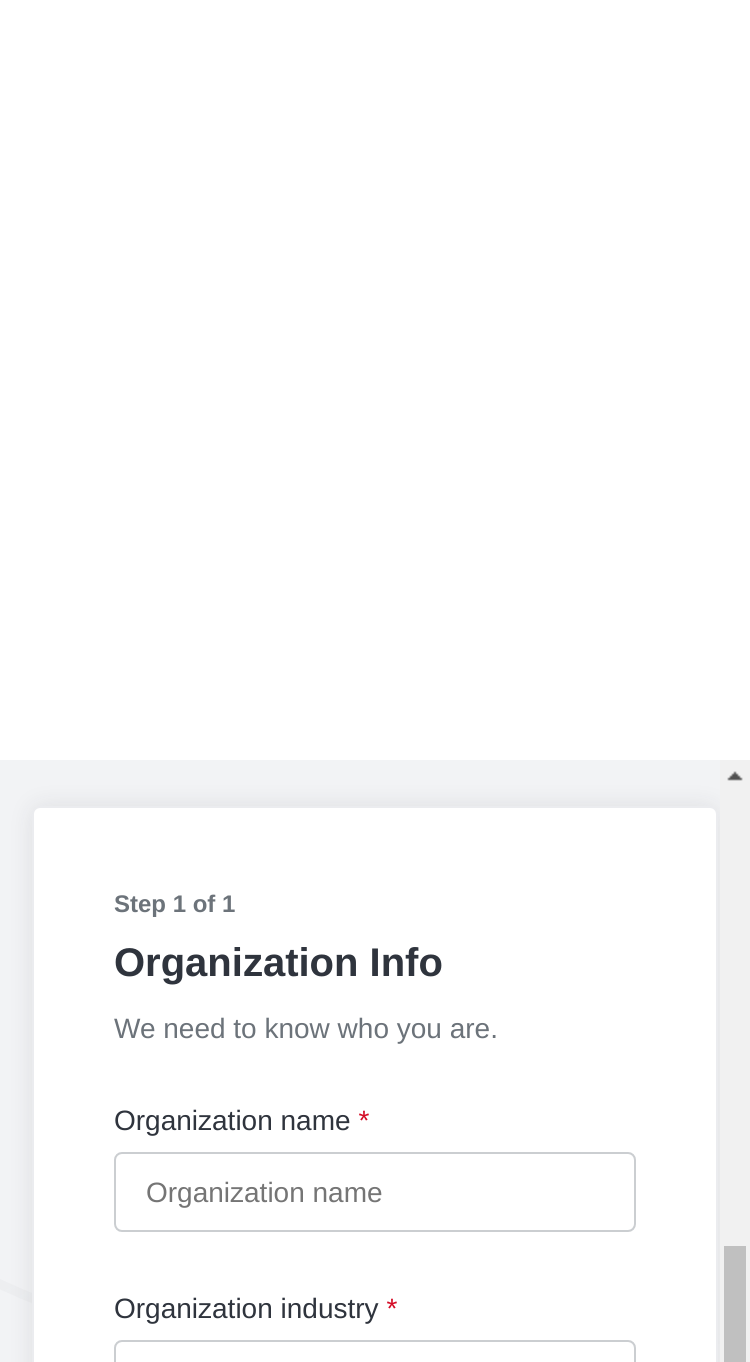 Step 1 of 1
Organization Info
We need to know who you are.
Organization name *
Organization name
Organization industry *